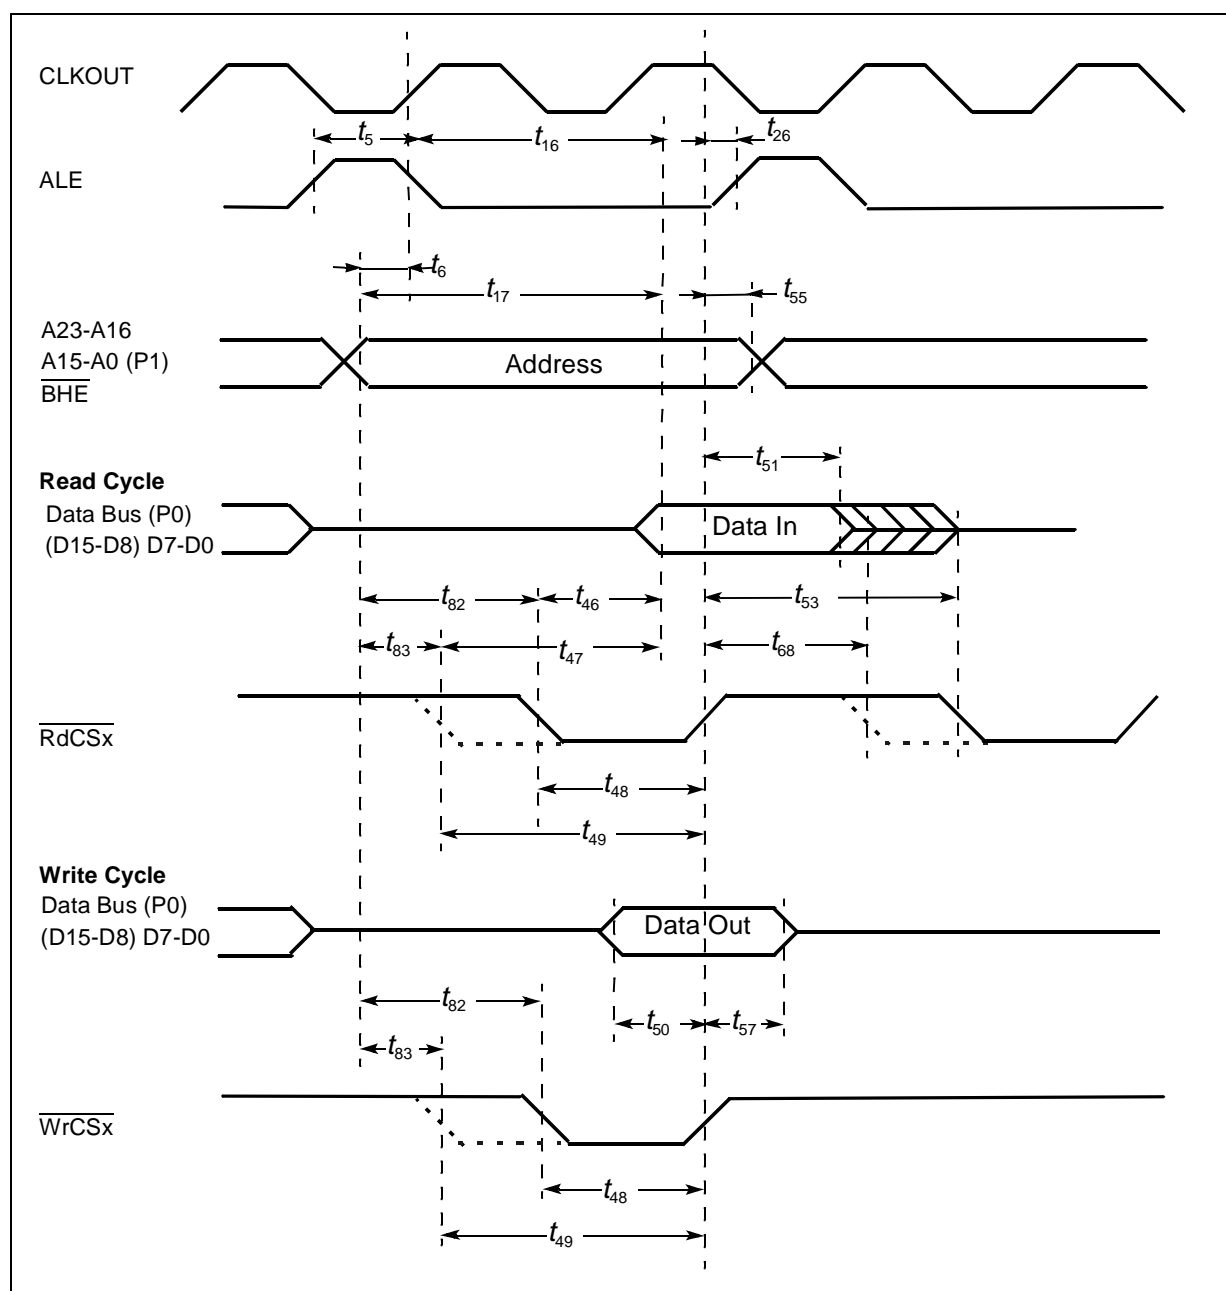 CLKOUT
t5
t16
t26
ALE
t6
t17
t55
A23-A16
A15-A0 (P1)
Address
BHE
t51
Read Cycle
Data Bus (P0)
Data In
(D15-D8) D7-D0
t82
t46
t53
t83
t47
t68
RdCSx
t48
t49
Write Cycle
Data Bus (P0)
Data Out
(D15-D8) D7-D0
t82
t50
t57
t83
WrCSx
t48
t49